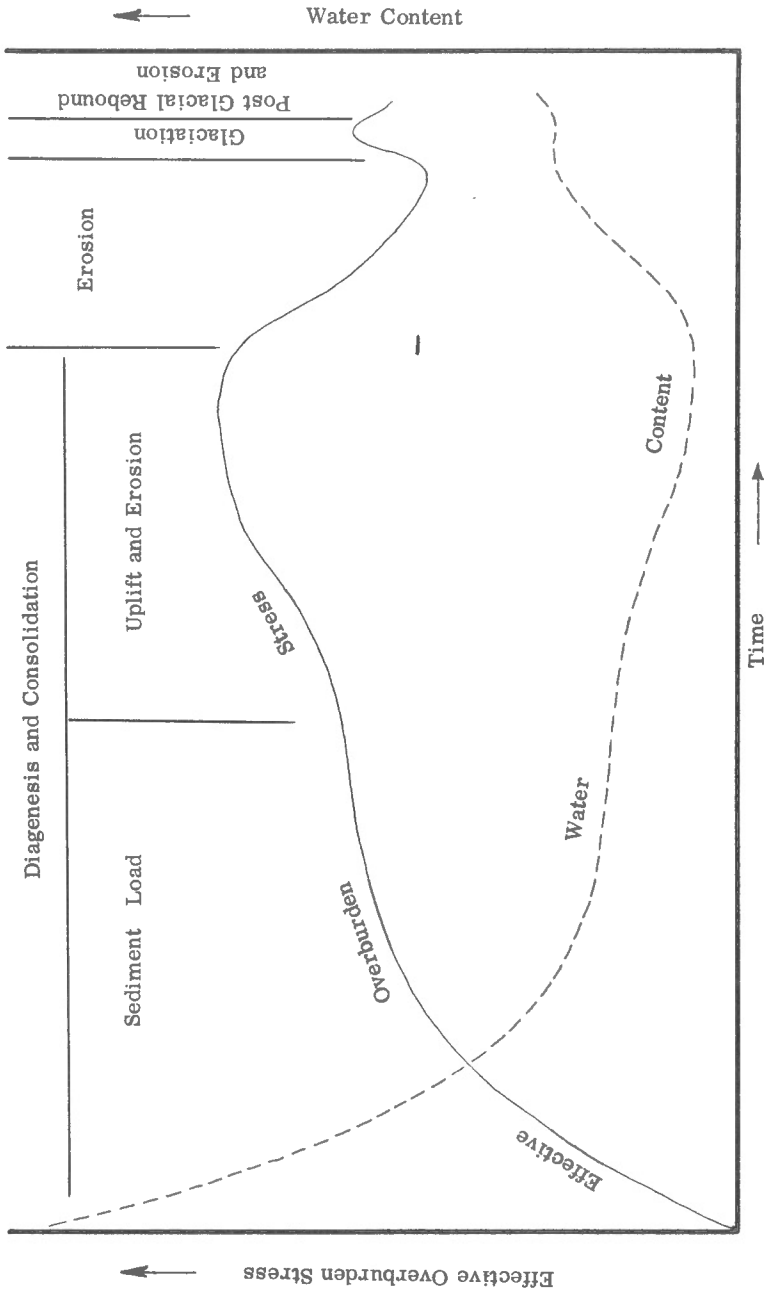 Water Content
Post Glacial Rebound
and Erosion
Glaciation
Erosion
Diagenesis and Consolidation
Uplift and Erosion
Sediment Load
Effective
Overburden
Stress
Water
Content
Time
Effective Overburden Stress